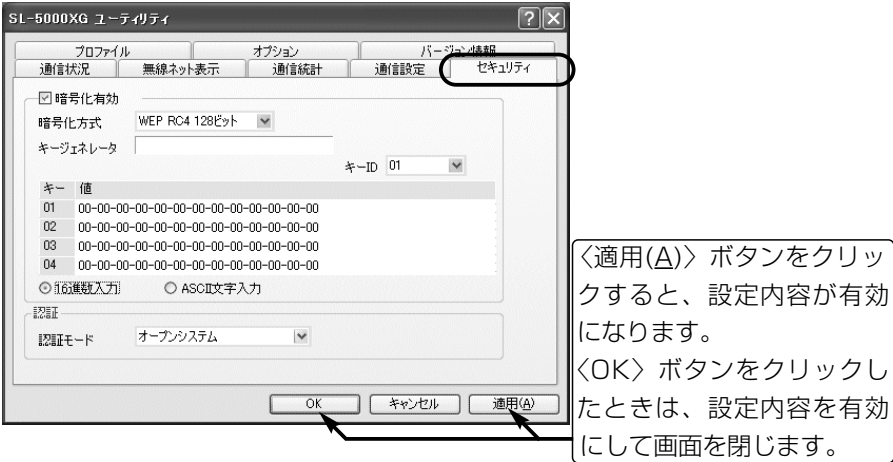 SL-5000XG ユーティリティ
プロファイル オプション バージョン情報
通信状況 無線ネット表示 通信統計 通信設定 セキュリティ
暗号化有効
暗号化方式 WEP RC4 128ビット
キージェネレータ
キーID 01
キー 値
01 00-00-00-00-00-00-00-00-00-00-00-00-00
02 00-00-00-00-00-00-00-00-00-00-00-00-00
03 00-00-00-00-00-00-00-00-00-00-00-00-00
04 00-00-00-00-00-00-00-00-00-00-00-00-00
16進数入力 ASCII文字入力
認証
認証モード オープンシステム
OK キャンセル 適用(A)
〈適用(A)〉ボタンをクリッ
クすると、設定内容が有効
になります。
〈OK〉ボタンをクリックし
たときは、設定内容を有効
にして画面を閉じます。